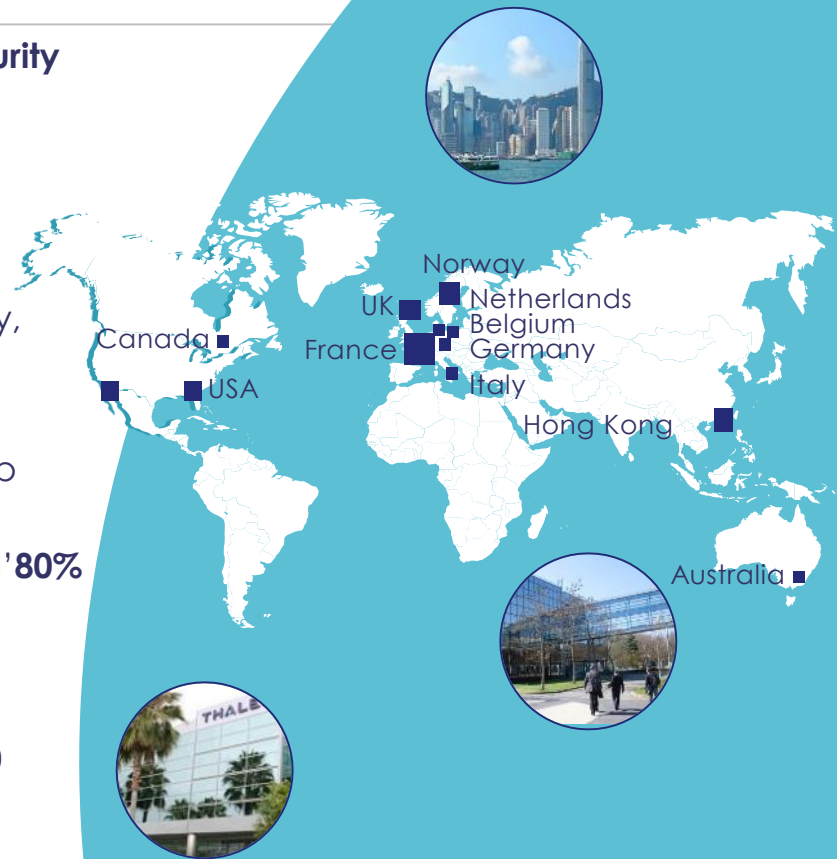 urity
y,
p
'80%
)
Norway
UK
Netherlands
Belgium
Canada
France
Germany
USA
Italy
Hong Kong
Australia
THALE